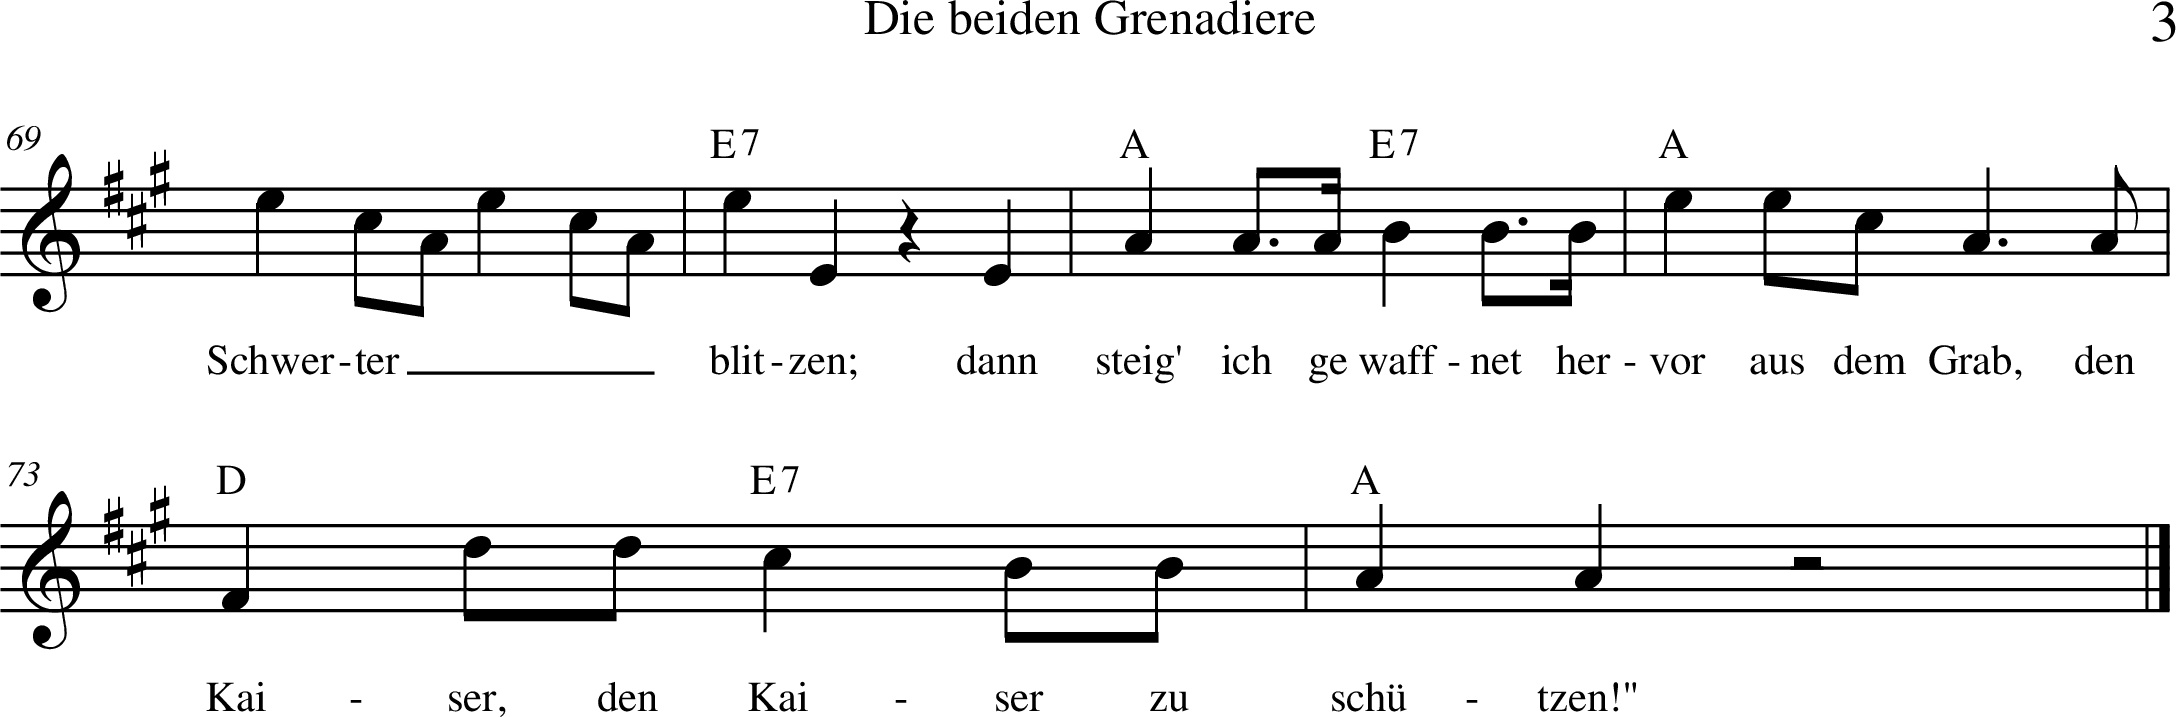 Die beiden Grenadiere 3
69
E7 A E7 A
Schwer-ter blit-zen; dann steig' ich ge waff-net her-vor aus dem Grab, den
73
D E7 A
Kai - ser, den Kai - ser zu schü - tzen!"